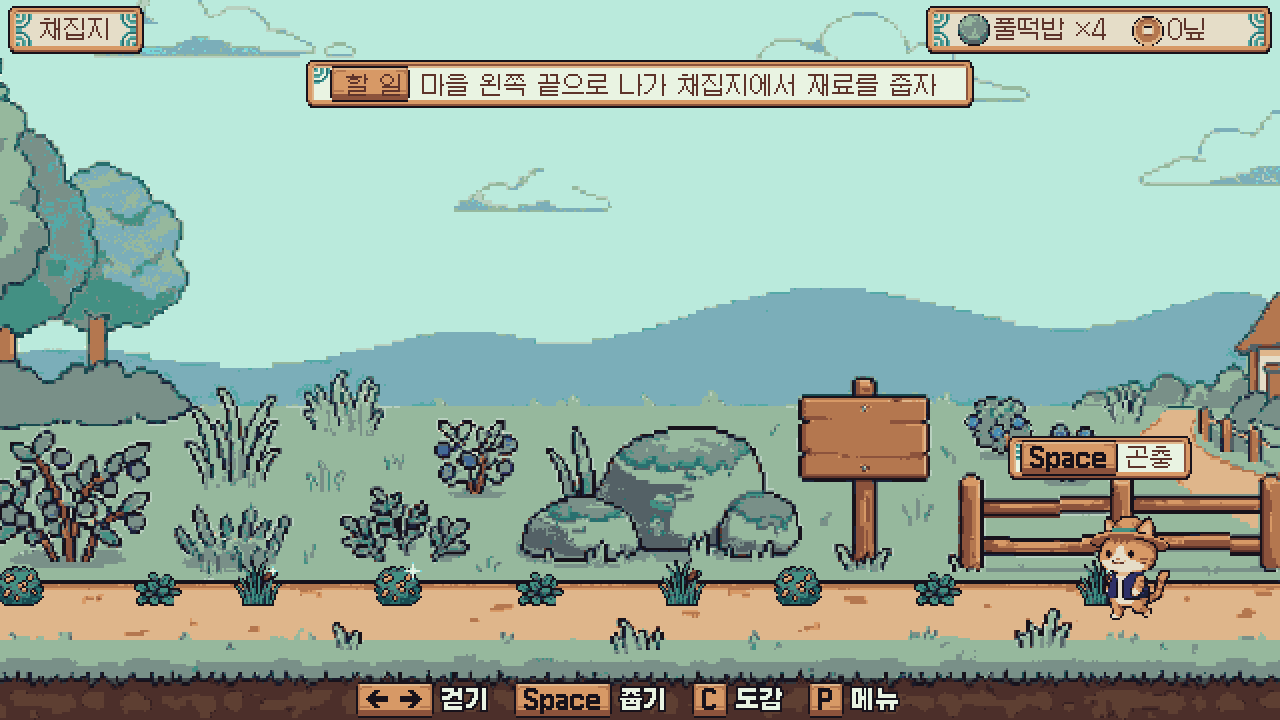 채집지
풀떡밥 ×4 0닢
할 일 마을 왼쪽 끝으로 나가 채집지에서 재료를 줍자
Space 곤충
← → 걷기 Space 줍기 C 도감 P 메뉴